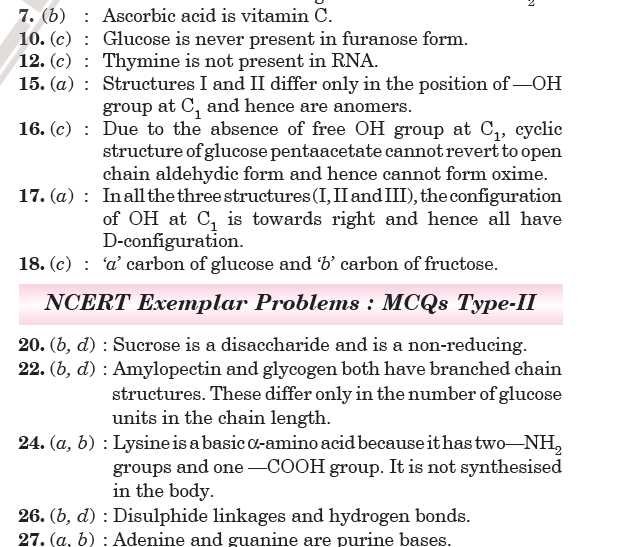 2
7. (b) : Ascorbic acid is vitamin C.
10. (c) : Glucose is never present in furanose form.
12. (c) : Thymine is not present in RNA.
15. (a) : Structures I and II differ only in the position of —OH
group at C₁ and hence are anomers.
16. (c) : Due to the absence of free OH group at C₁, cyclic
structure of glucose pentaacetate cannot revert to open
chain aldehydic form and hence cannot form oxime.
17. (a) : In all the three structures (I, II and III), the configuration
of OH at C₁ is towards right and hence all have
D-configuration.
18. (c) : ‘a’ carbon of glucose and ‘b’ carbon of fructose.
NCERT Exemplar Problems : MCQs Type-II
20. (b, d) : Sucrose is a disaccharide and is a non-reducing.
22. (b, d) : Amylopectin and glycogen both have branched chain
structures. These differ only in the number of glucose
units in the chain length.
24. (a, b) : Lysine is a basic α-amino acid because it has two—NH₂
groups and one —COOH group. It is not synthesised
in the body.
26. (b, d) : Disulphide linkages and hydrogen bonds.
27. (a, b) : Adenine and guanine are purine bases.